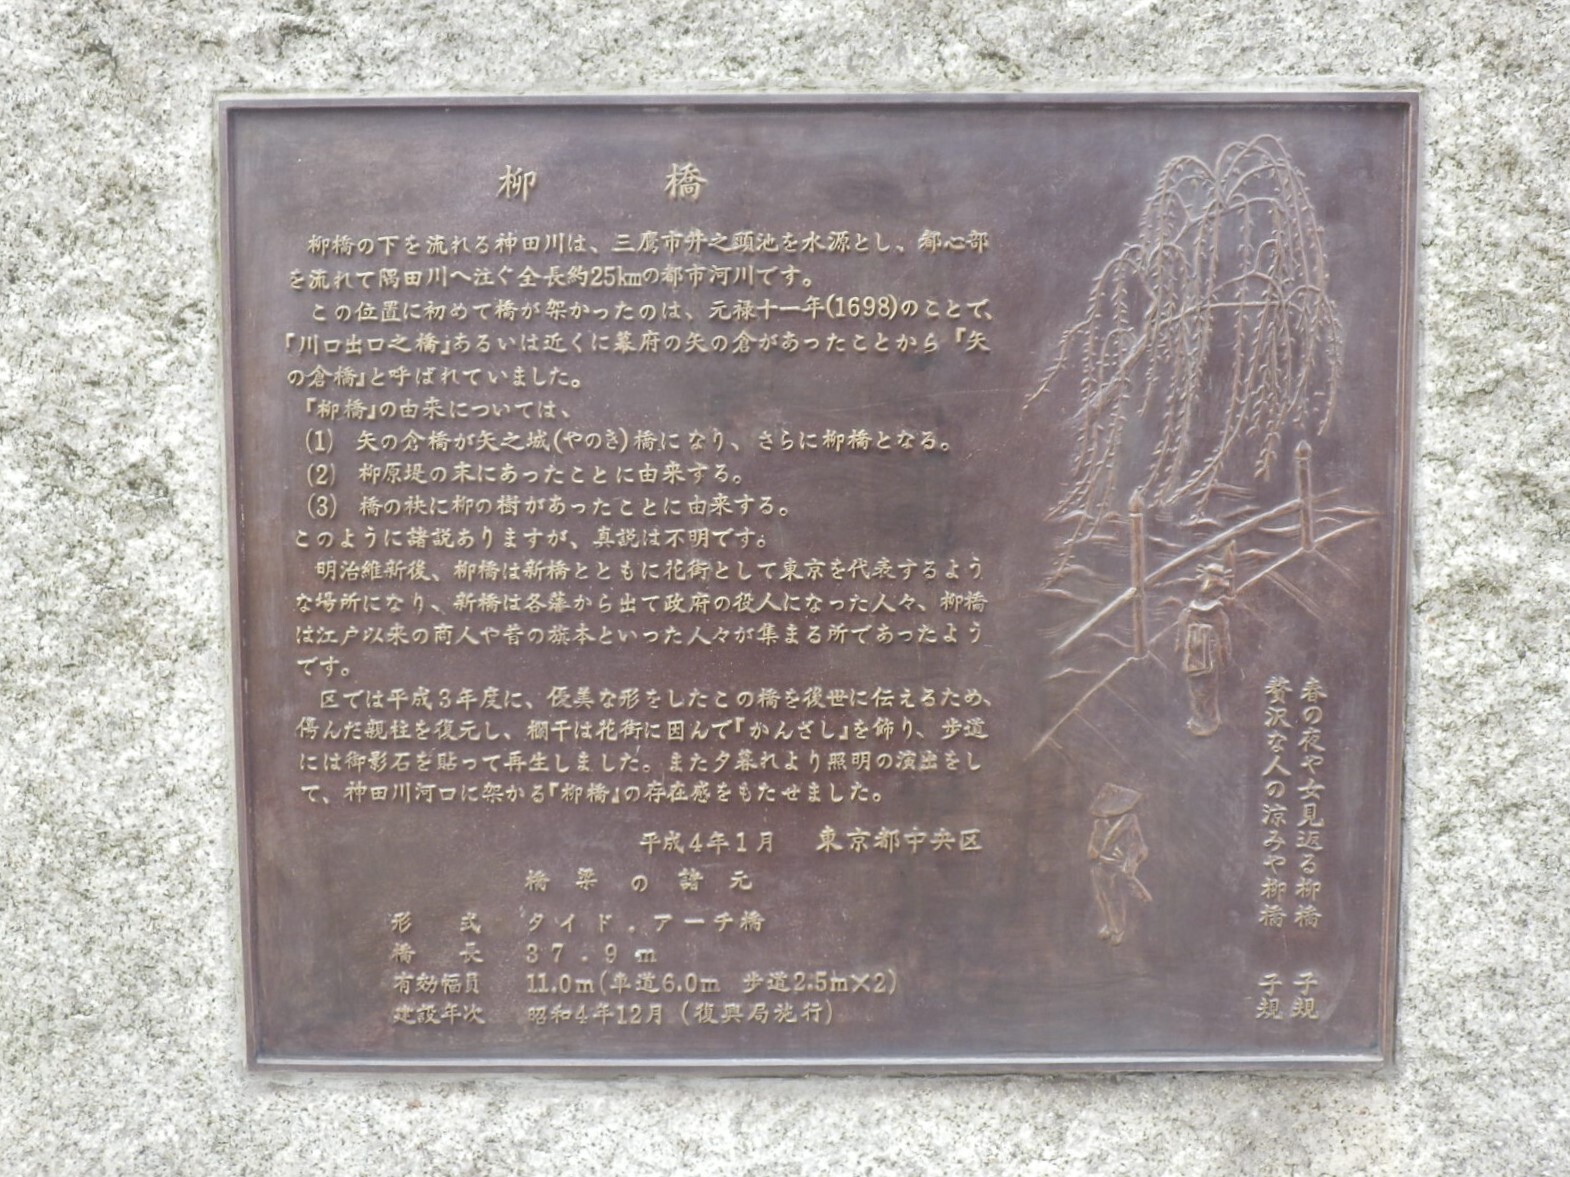 柳橋
柳橋の下を流れる神田川は、三鷹市井之頭池を水源とし、都心部
を流れて隅田川へ注ぐ全長約25kmの都市河川です。
この位置に初めて橋が架かったのは、元禄十一年(1698)のことで、
『川口出口之橋』あるいは近くに幕府の矢の倉があったことから『矢
の倉橋』と呼ばれていました。
『柳橋』の由来については、
(1) 矢の倉橋が矢之城(やのき)橋になり、さらに柳橋となる。
(2) 柳原堤の末にあったことに由来する。
(3) 橋の袂に柳の樹があったことに由来する。
このように諸説ありますが、真説は不明です。
明治維新後、柳橋は新橋とともに花街として東京を代表するよう
な場所になり、新橋は各藩から出て政府の役人になった人々、柳橋
は江戸以来の商人や昔の旗本といった人々が集まる所であったよう
です。
区では平成3年度に、優美な形をしたこの橋を後世に伝えるため、
傷んだ親柱を復元し、欄干は花街に因んで『かんざし』を飾り、歩道
には御影石を貼って再生しました。また夕暮れより照明の演出をし
て、神田川河口に架かる『柳橋』の存在感をもたせました。
平成4年1月 東京都中央区
橋梁の諸元
形式 タイド.アーチ橋
橋長 37.9m
有効幅員 11.0m(車道6.0m 歩道2.5m×2)
建設年次 昭和4年12月(復興局施行)
春の夜や女見返る柳橋 子規
贅沢な人の涼みや柳橋 子規